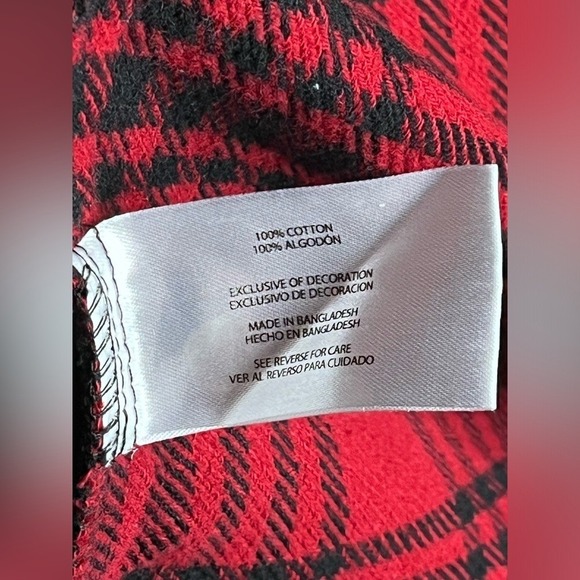 100% COTTON
100% ALGODÓN
EXCLUSIVE OF DECORATION
EXCLUSIVO DE DECORACION
MADE IN BANGLADESH
HECHO EN BANGLADESH
SEE REVERSE FOR CARE
VER AL REVERSO PARA CUIDADO